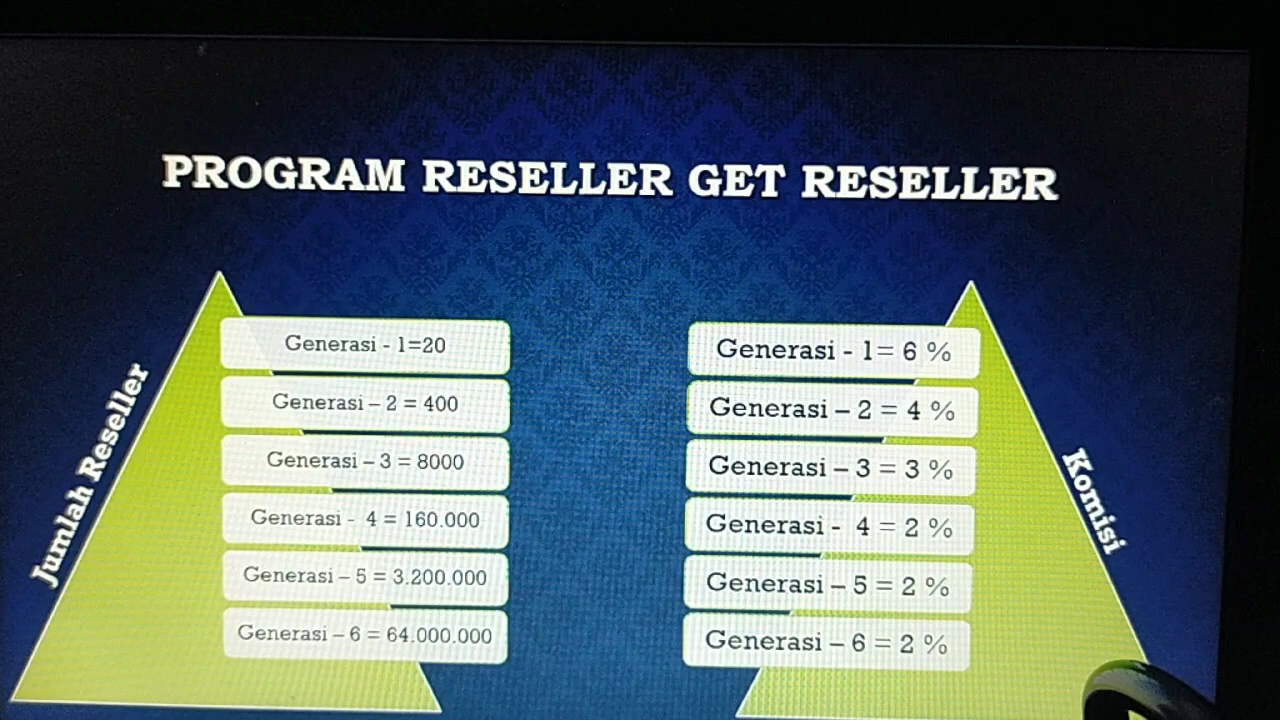 PROGRAM RESELLER GET RESELLER
Jumlah Reseller
Generasi - 1=20
Generasi – 2 = 400
Generasi – 3 = 8000
Generasi - 4 = 160.000
Generasi – 5 = 3.200.000
Generasi – 6 = 64.000.000
Generasi - 1= 6 %
Generasi – 2 = 4 %
Generasi – 3 = 3 %
Generasi - 4 = 2 %
Generasi – 5 = 2 %
Generasi – 6 = 2 %
Komisi